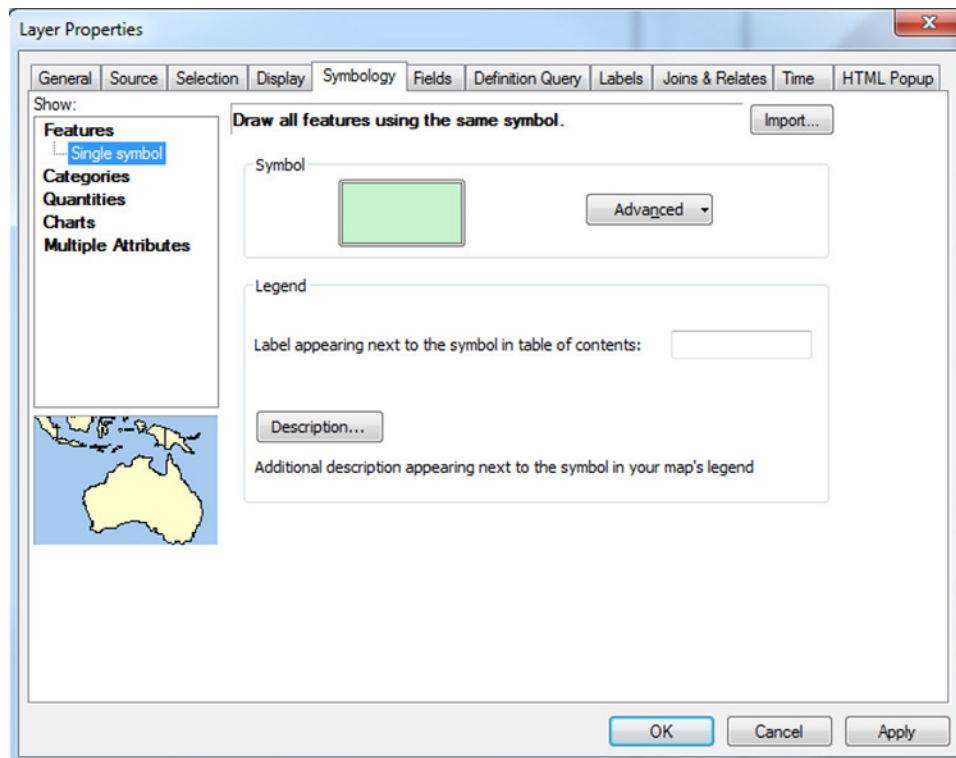 Layer Properties
General Source Selection Display Symbology Fields Definition Query Labels Joins & Relates Time HTML Popup
Show:
Features
Single symbol
Categories
Quantities
Charts
Multiple Attributes
Draw all features using the same symbol.
Import...
Symbol
Advanced
Legend
Label appearing next to the symbol in table of contents:
Description...
Additional description appearing next to the symbol in your map's legend
OK Cancel Apply